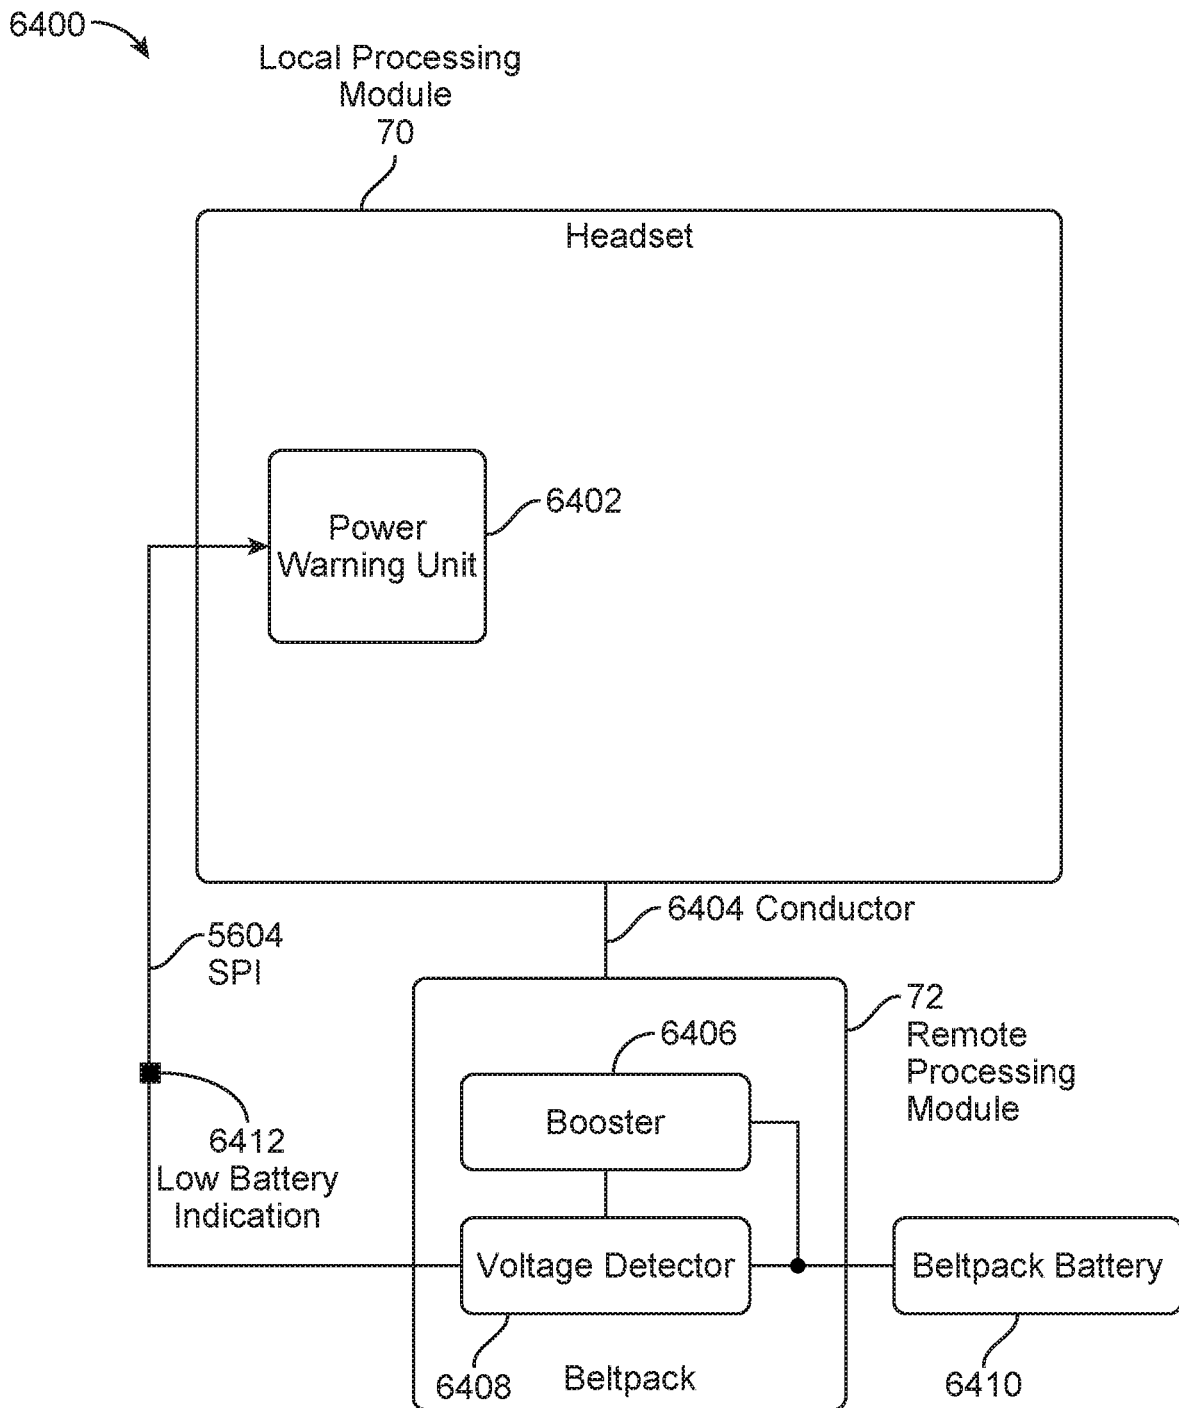 6400
Local Processing
Module
70
Headset
Power
Warning Unit
6402
6404 Conductor
5604
SPI
72
Remote
Processing
Module
6406
Booster
6412
Low Battery
Indication
Voltage Detector
Beltpack Battery
6408
Beltpack
6410